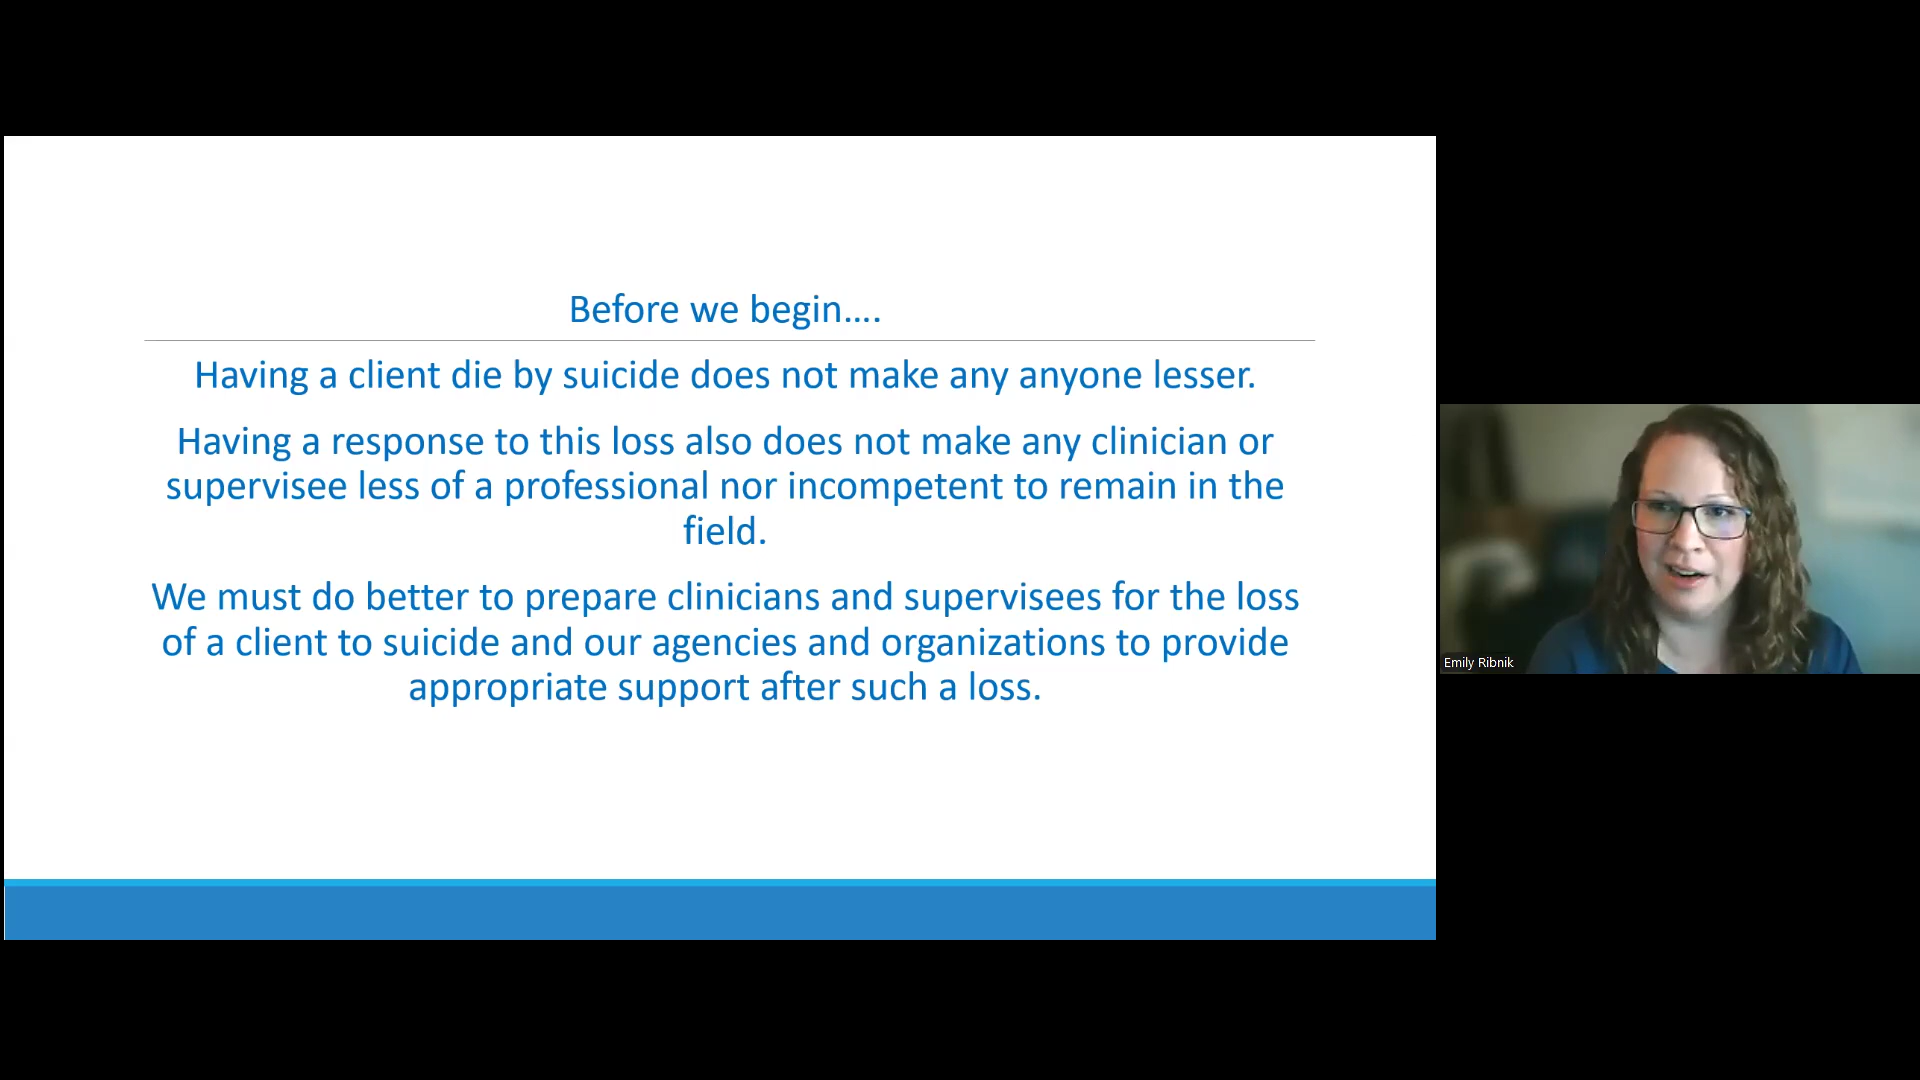 Before we begin....
Having a client die by suicide does not make any anyone lesser.
Having a response to this loss also does not make any clinician or
supervisee less of a professional nor incompetent to remain in the
field.
We must do better to prepare clinicians and supervisees for the loss
of a client to suicide and our agencies and organizations to provide
appropriate support after such a loss.
Emily Ribnik